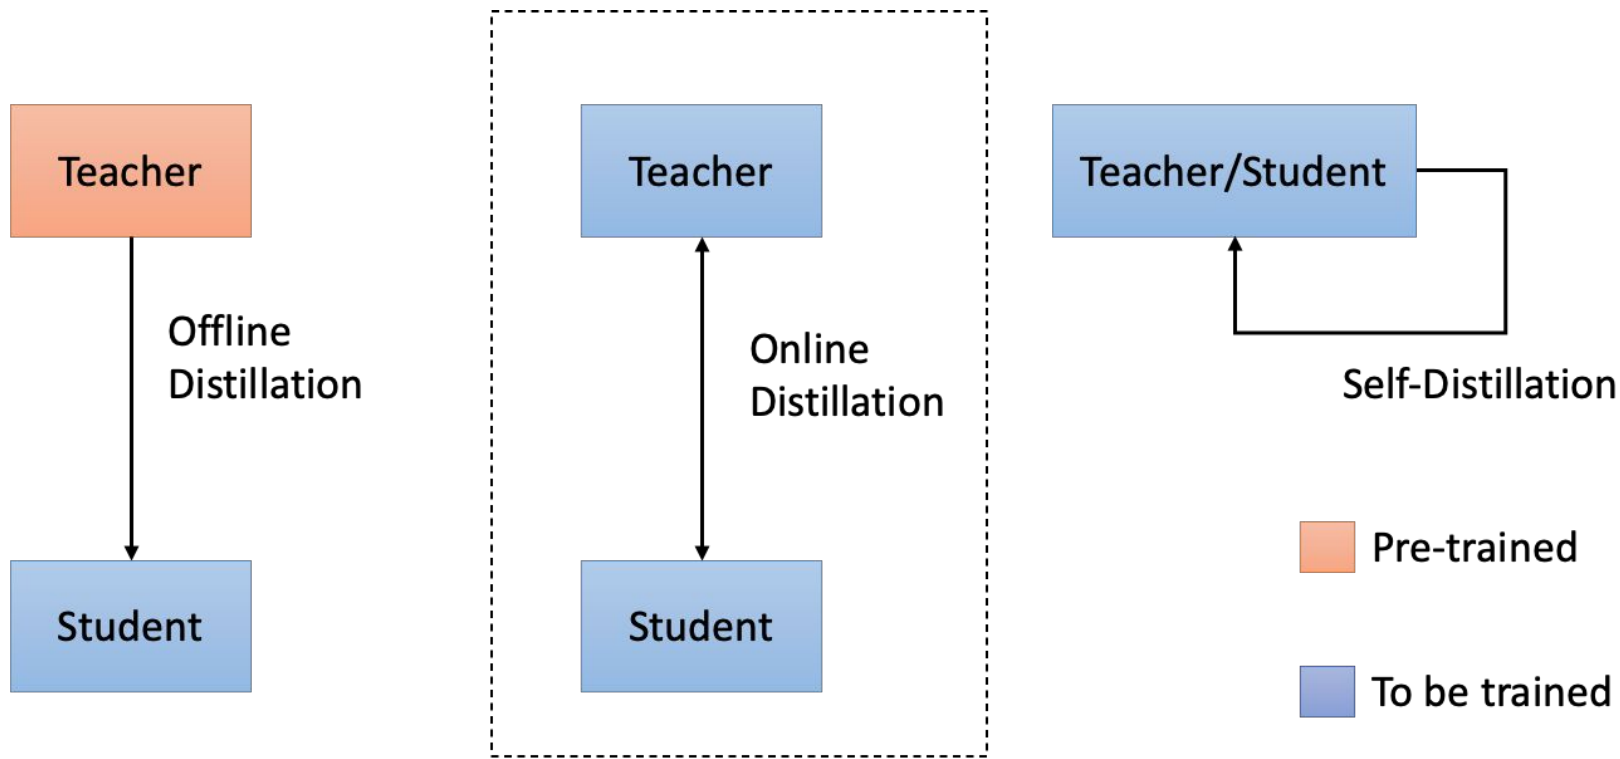 Teacher
Offline
Distillation
Student
Teacher
Online
Distillation
Student
Teacher/Student
Self-Distillation
Pre-trained
To be trained